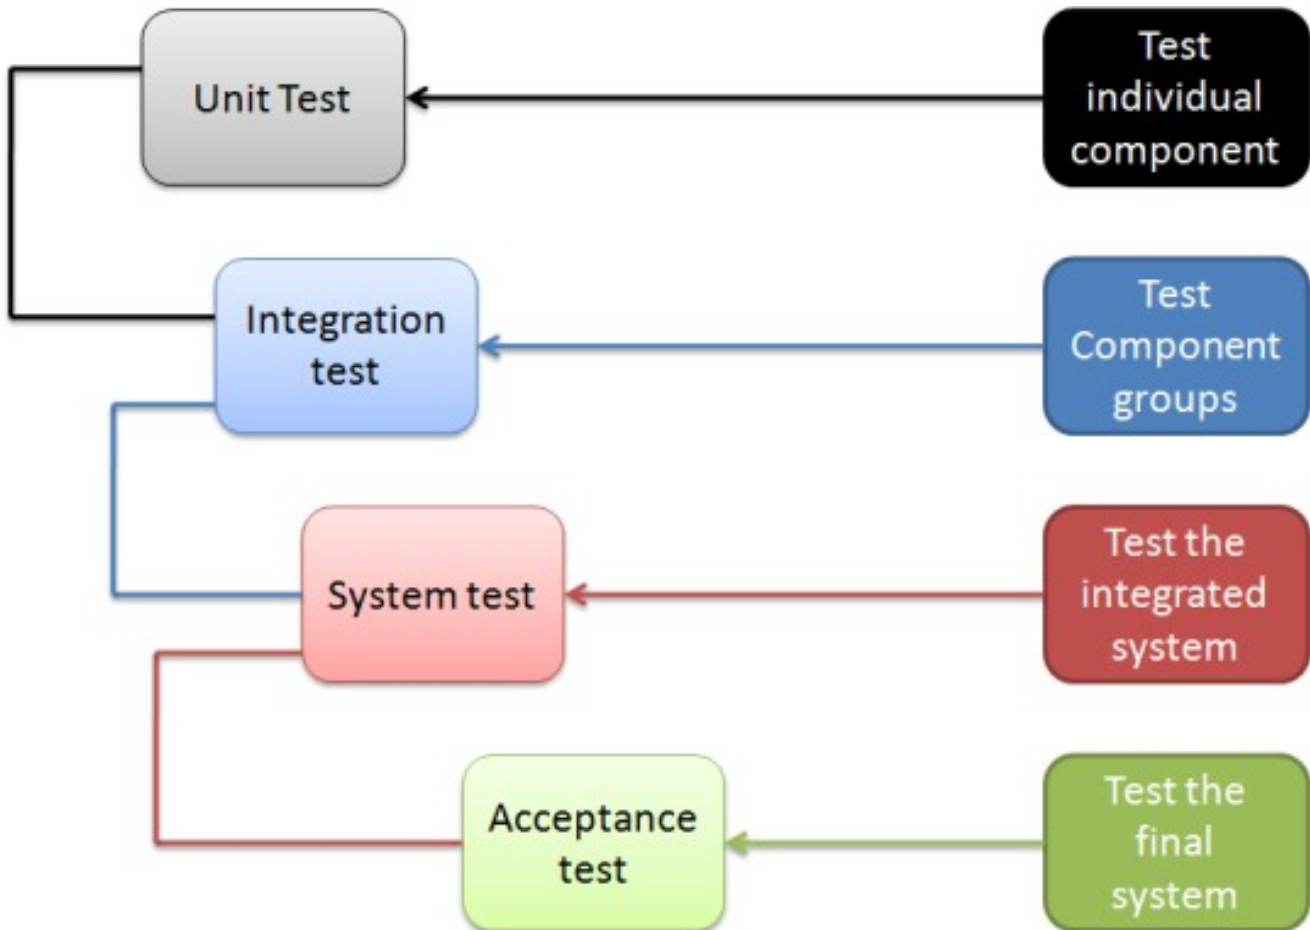 Unit Test
Test
individual
component
Integration
test
Test
Component
groups
System test
Test the
integrated
system
Acceptance
test
Test the
final
system